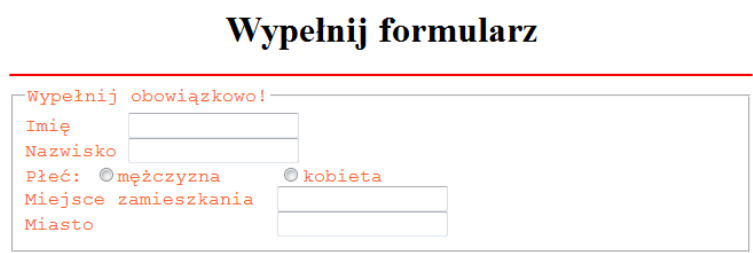 Wypełnij formularz
Wypełnij obowiązkowo!
Imię
Nazwisko
Płeć: mężczyzna kobieta
Miejsce zamieszkania
Miasto